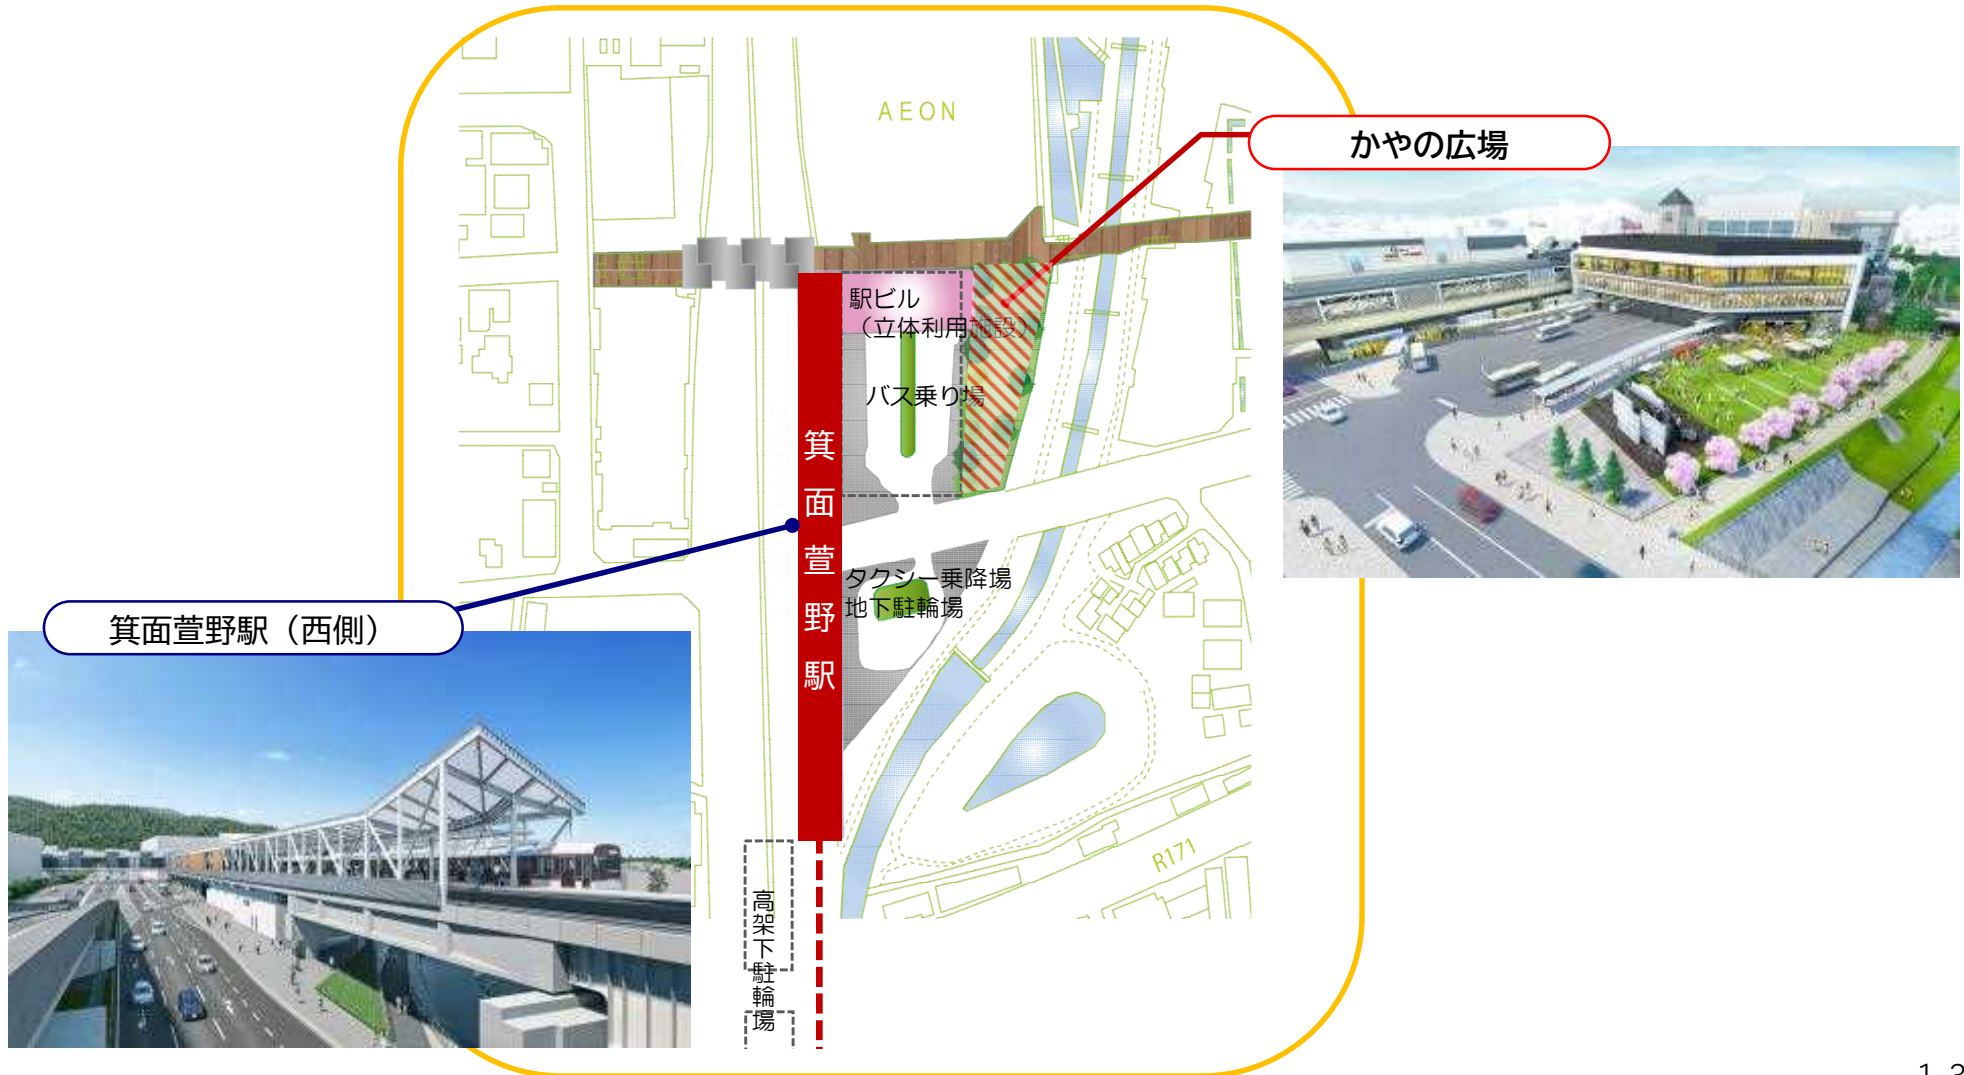 AEON
かやの広場
駅ビル
（立体利用施設）
バス乗り場
箕面萱野駅
タクシー乗降場
地下駐輪場
箕面萱野駅（西側）
R171
高架下駐輪場